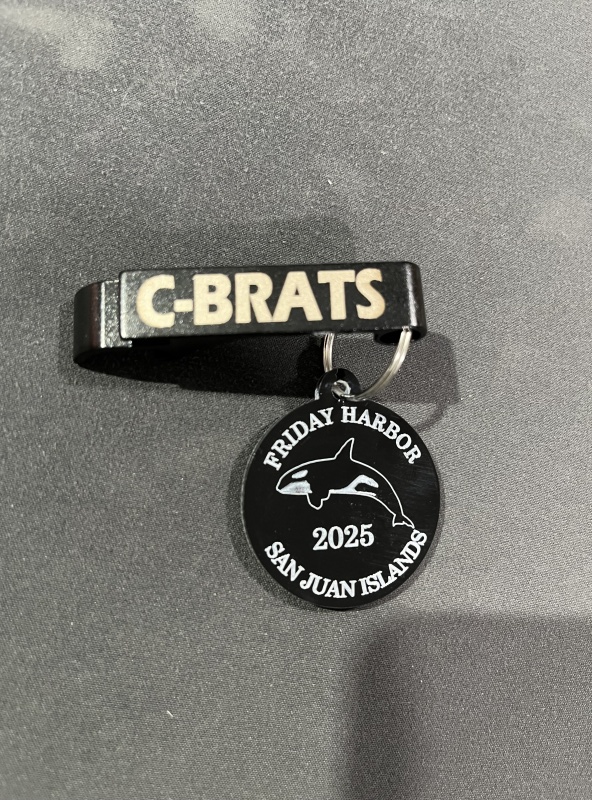 C-BRATS
FRIDAY HARBOR
2025
SAN JUAN ISLANDS